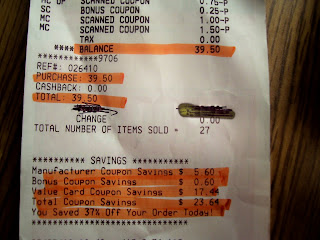 MC UP SCANNED COUPON 0.75-P
SC BONUS COUPON 0.25-P
MC SCANNED COUPON 1.00-P
MC SCANNED COUPON 1.50-P
TAX 0.00
**** BALANCE 39.50
************9706
REF#: 026410
PURCHASE: 39.50
CASHBACK: 0.00
TOTAL: 39.50
CHANGE 0.00
TOTAL NUMBER OF ITEMS SOLD = 27
*********** SAVINGS ***********
Manufacturer Coupon Savings $ 5.60
Bonus Coupon Savings $ 0.60
Value Card Coupon Savings $ 17.44
Total Coupon Savings $ 23.64
You Saved 37% Off Your Order Today!